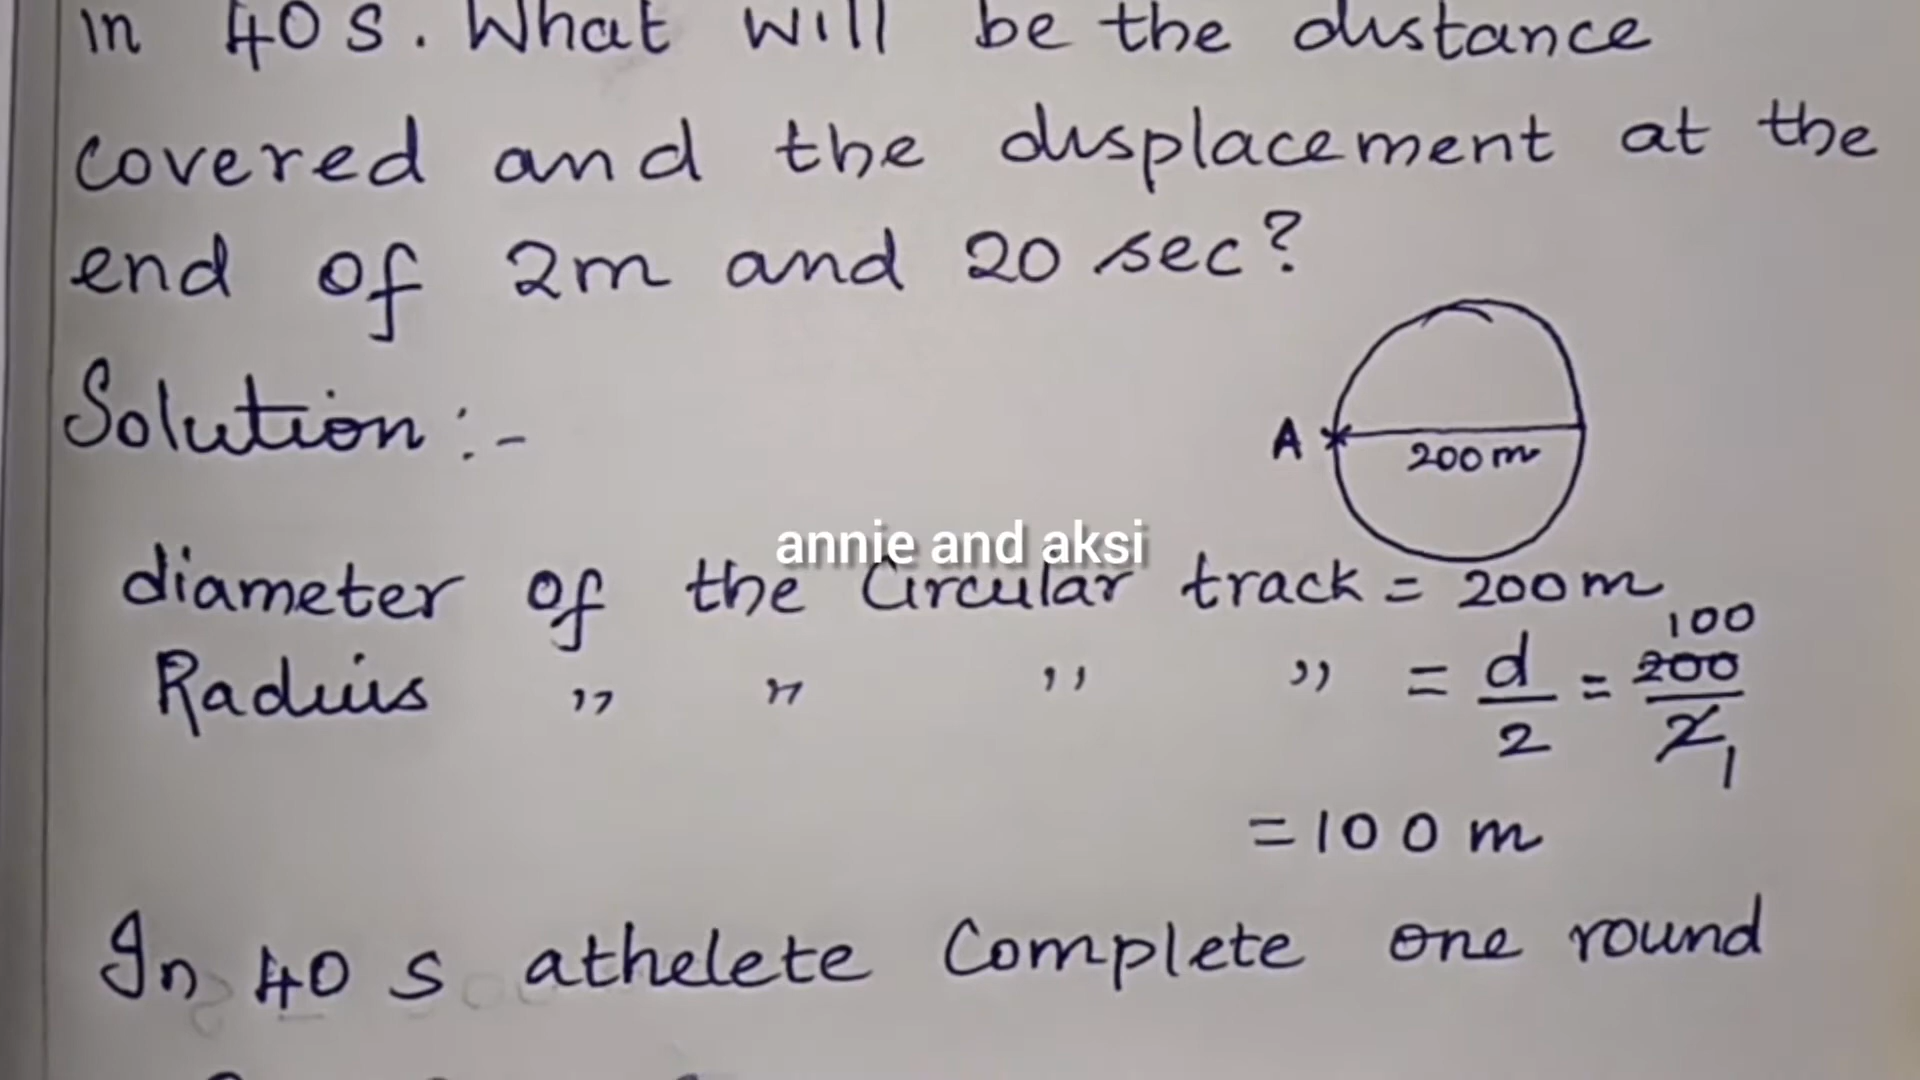 in 40 s. What will be the distance
covered and the displacement at the
end of 2m and 20 sec?
Solution :-
A
200 m
annie and aksi
diameter of the Circular track = 200 m
Radius ,, ,, ,, ,, = d/2 = 200/2
100
1
= 100 m
In 40 s athelete Complete one round